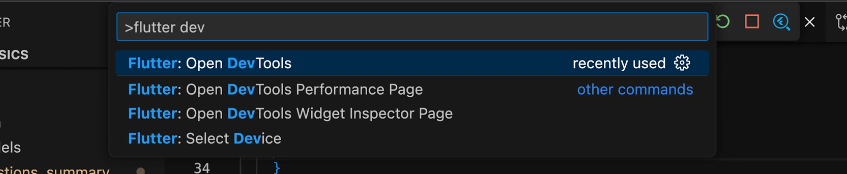 ER
>flutter dev
SICS
Flutter: Open DevTools recently used
Flutter: Open DevTools Performance Page other commands
Flutter: Open DevTools Widget Inspector Page
Flutter: Select Device
els
stions_summary
34 }